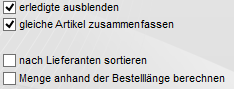 erledigte ausblenden
gleiche Artikel zusammenfassen
nach Lieferanten sortieren
Menge anhand der Bestelllänge berechnen